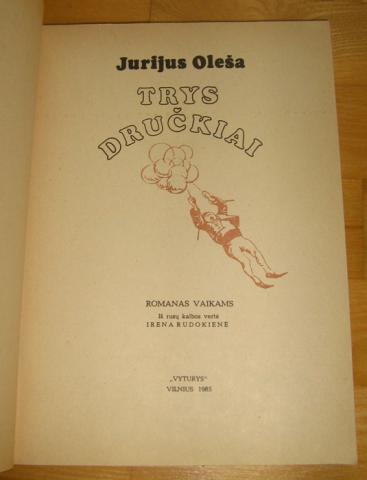 Jurijus Oleša
TRYS
DRUČKIAI
ROMANAS VAIKAMS
Iš rusų kalbos vertė
IRENA RUDOKIENĖ
„VYTURYS“
VILNIUS 1985